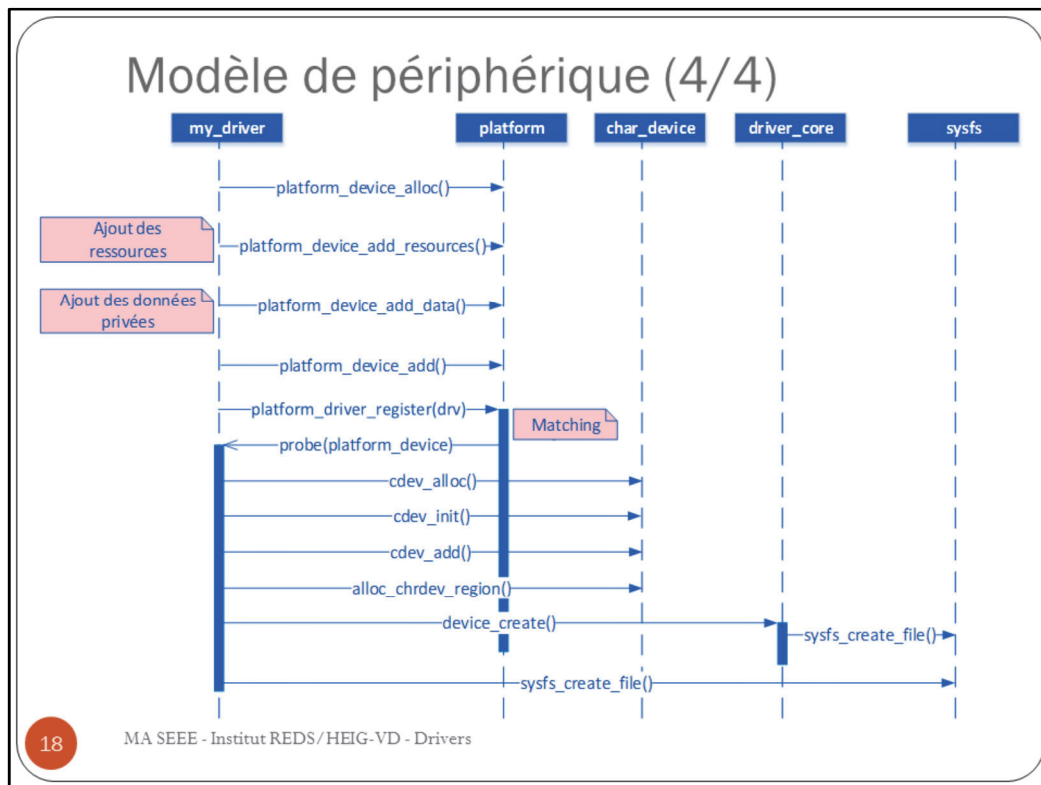 Modèle de périphérique (4/4)
my_driver
platform
char_device
driver_core
sysfs
platform_device_alloc()
Ajout des
ressources
platform_device_add_resources()
Ajout des données
privées
platform_device_add_data()
platform_device_add()
platform_driver_register(drv)
Matching
probe(platform_device)
cdev_alloc()
cdev_init()
cdev_add()
alloc_chrdev_region()
device_create()
sysfs_create_file()
sysfs_create_file()
18
MA SEEE - Institut REDS/HEIG-VD - Drivers